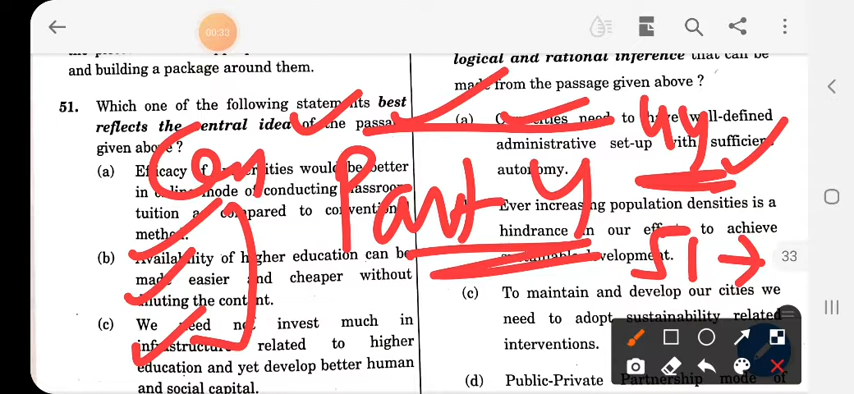 00:33
and building a package around them.
51. Which one of the following statements best
reflects the central idea of the passage
given above ?
(a) Efficacy of universities would be better
in online mode of conducting classroom
tuition as compared to conventional
method.
(b) Availability of higher education can be
made easier and cheaper without
diluting the content.
(c) We need not invest much in
infrastructure related to higher
education and yet develop better human
and social capital.
logical and rational inference that can be
made from the passage given above ?
(a) Our cities need to have well-defined
administrative set-up with sufficient
autonomy.
Ever increasing population densities is a
hindrance in our efforts to achieve
sustainable development.
(c) To maintain and develop our cities we
need to adopt sustainability related
interventions.
(d) Public-Private Partnership mode of
Part
51 →
33